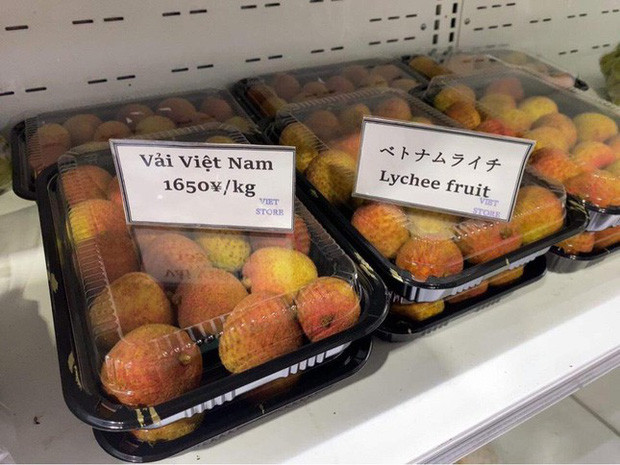 Vải Việt Nam
1650¥/kg
VIET
STORE
ベトナムライチ
Lychee fruit
VIET
STORE